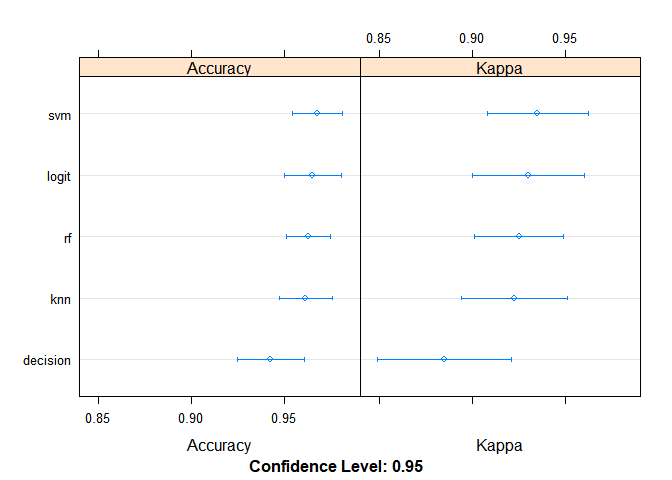 0.85 0.90 0.95
Accuracy Kappa
svm
logit
rf
knn
decision
0.85 0.90 0.95
Accuracy Kappa
Confidence Level: 0.95